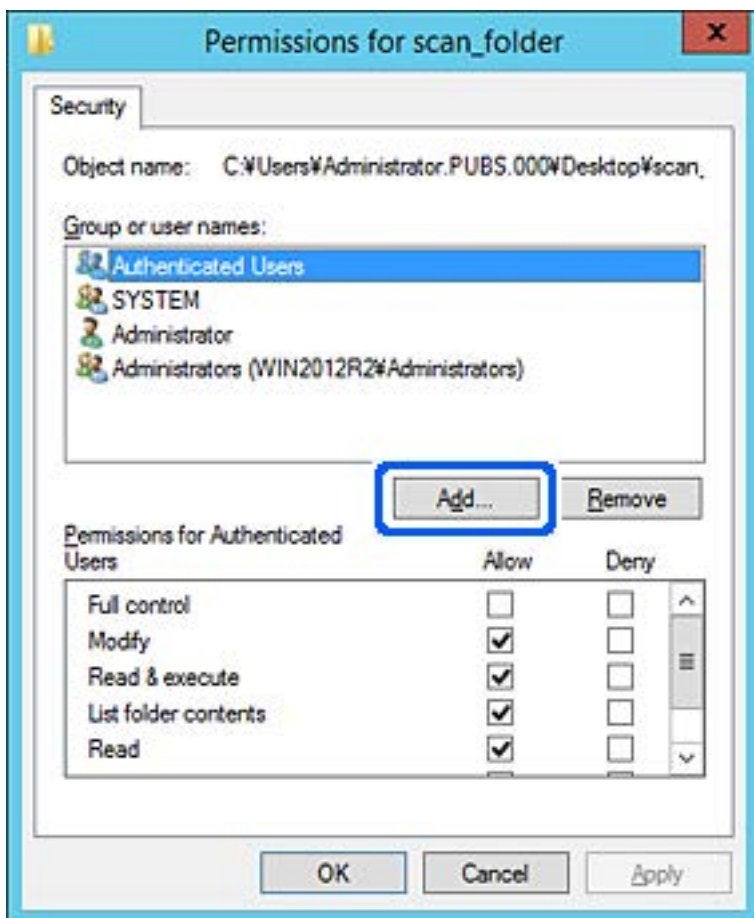 Permissions for scan_folder
x
Security
Object name: C:¥Users¥Administrator.PUBS.000¥Desktop¥scan_
Group or user names:
Authenticated Users
SYSTEM
Administrator
Administrators (WIN2012R2¥Administrators)
Add...
Remove
Permissions for Authenticated
Users
Allow
Deny
Full control
Modify
Read & execute
List folder contents
Read
OK
Cancel
Apply